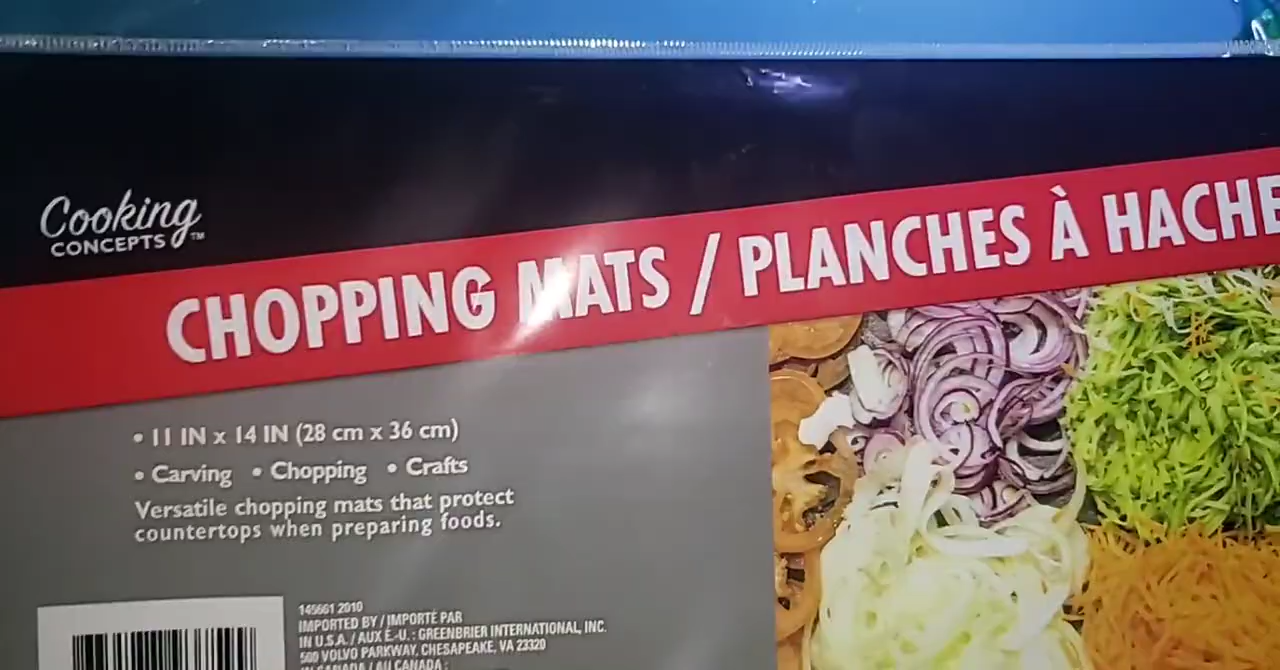 Cooking
CONCEPTS™
CHOPPING MATS / PLANCHES À HACHE
• 11 IN x 14 IN (28 cm x 36 cm)
• Carving • Chopping • Crafts
Versatile chopping mats that protect
countertops when preparing foods.
145661 2010
IMPORTED BY / IMPORTÉ PAR
IN U.S.A. / AUX É.-U. : GREENBRIER INTERNATIONAL, INC.
500 VOLVO PARKWAY, CHESAPEAKE, VA 23320
IN CANADA / AU CANADA :